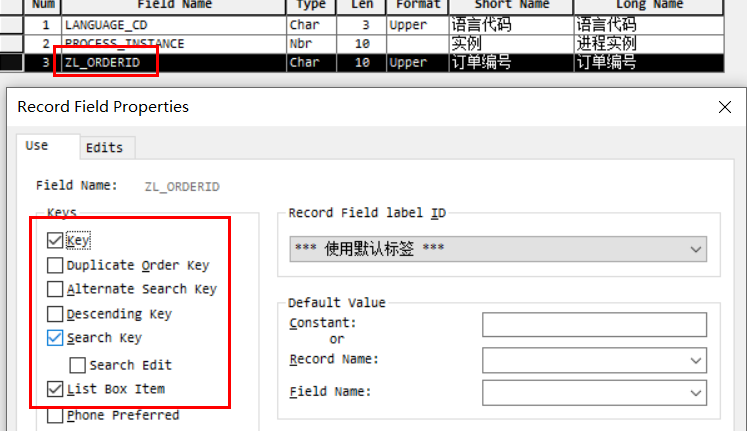 Num Field Name Type Len Format Short Name Long Name
1 LANGUAGE_CD Char 3 Upper 语言代码 语言代码
2 PROCESS_INSTANCE Nbr 10 实例 进程实例
3 ZL_ORDERID Char 10 Upper 订单编号 订单编号
Record Field Properties
Use Edits
Field Name: ZL_ORDERID
Keys
Key
Duplicate Order Key
Alternate Search Key
Descending Key
Search Key
Search Edit
List Box Item
Phone Preferred
Record Field label ID
*** 使用默认标签 ***
Default Value
Constant:
or
Record Name:
Field Name: